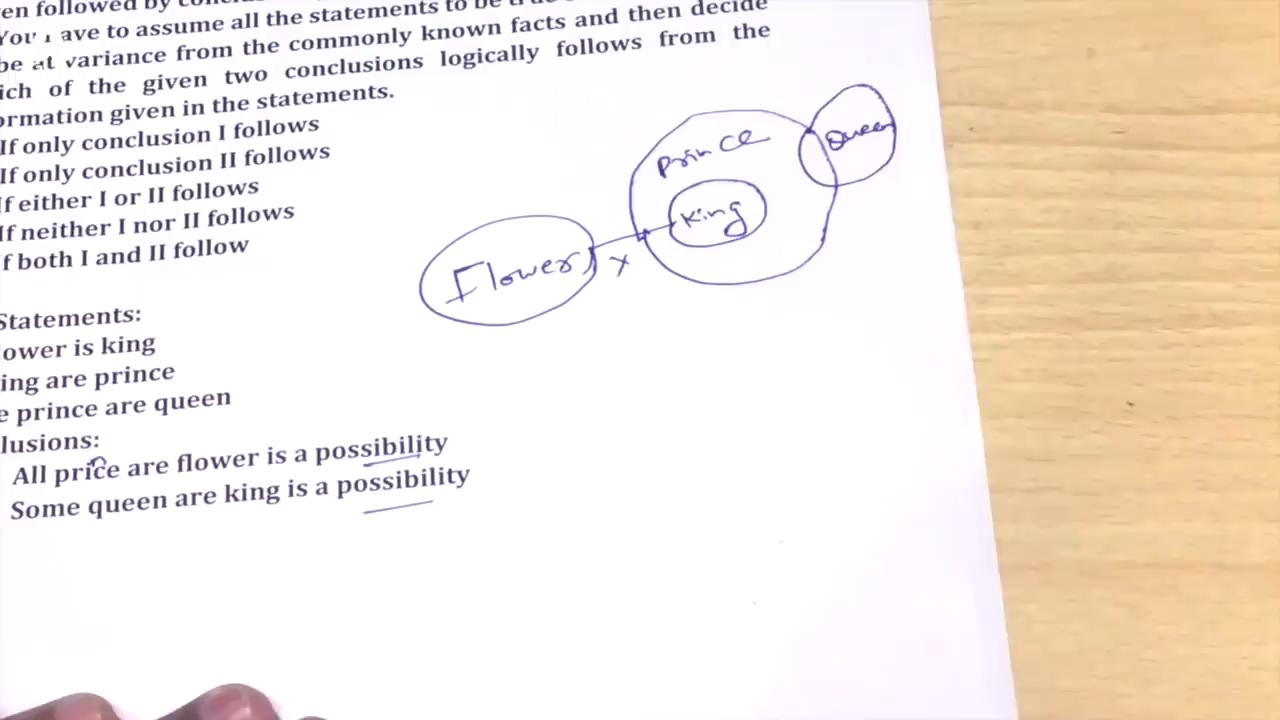 en followed by
You have to assume all the statements to be
be at variance from the commonly known facts and then decide
ich of the given two conclusions logically follows from the
ormation given in the statements.
If only conclusion I follows
If only conclusion II follows
If either I or II follows
If neither I nor II follows
If both I and II follow
Prince
Queen
King
Flower
x
Statements:
lower is king
ing are prince
e prince are queen
lusions:
All price are flower is a possibility
Some queen are king is a possibility